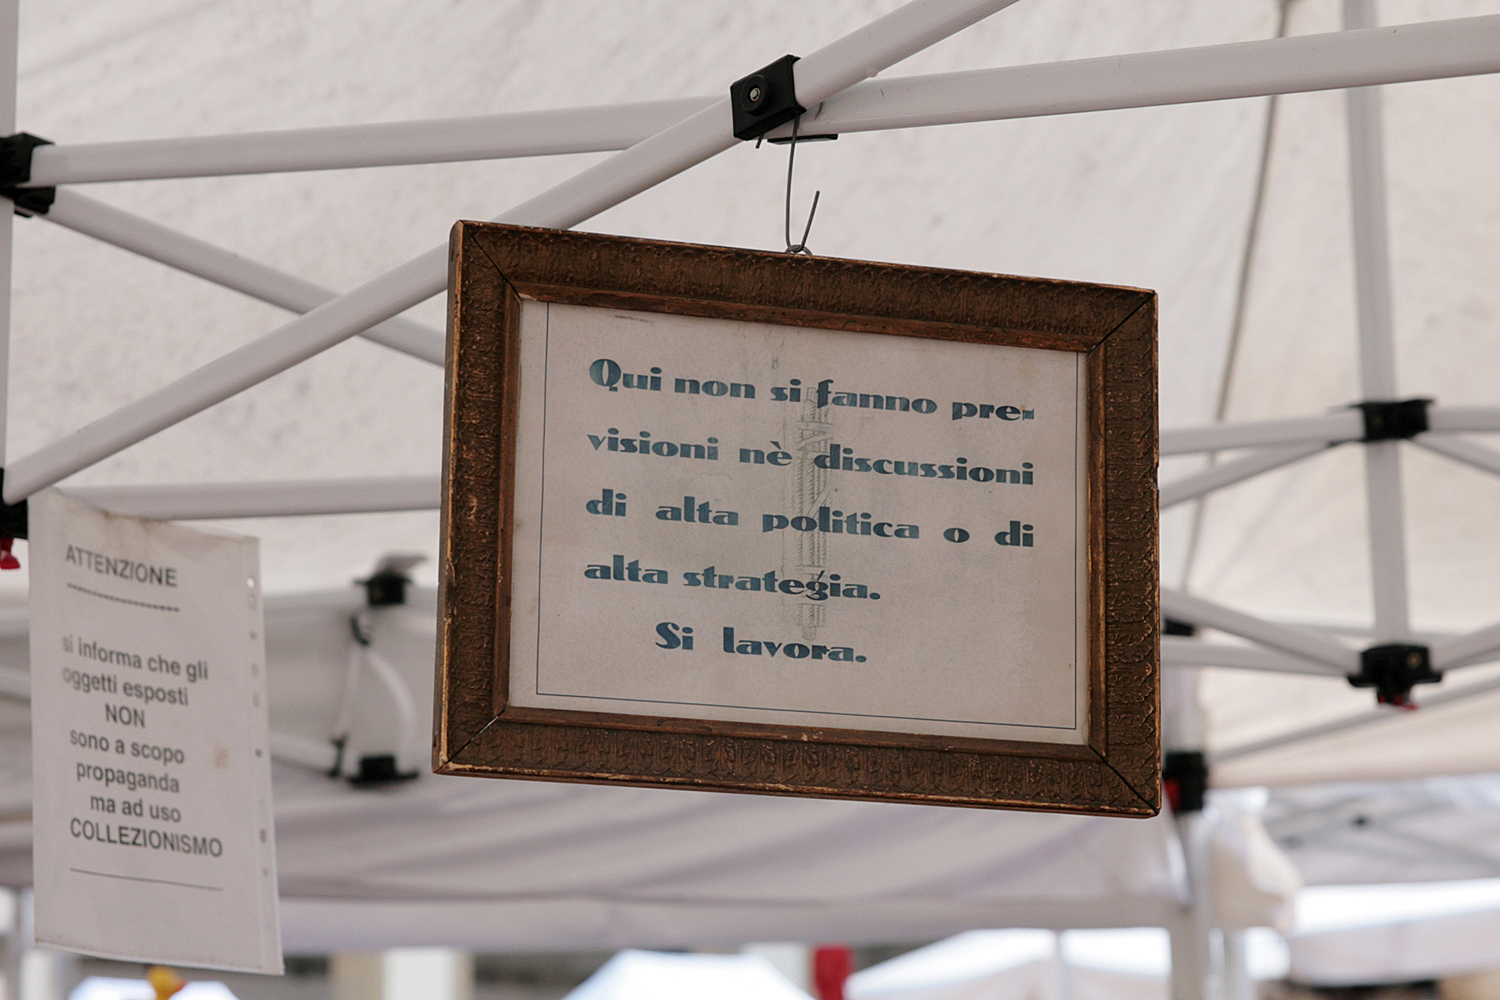 Qui non si fanno pre-
visioni nè discussioni
di alta politica o di
alta strategia.
Si lavora.
ATTENZIONE
si informa che gli
oggetti esposti
NON
sono a scopo
propaganda
ma ad uso
COLLEZIONISMO